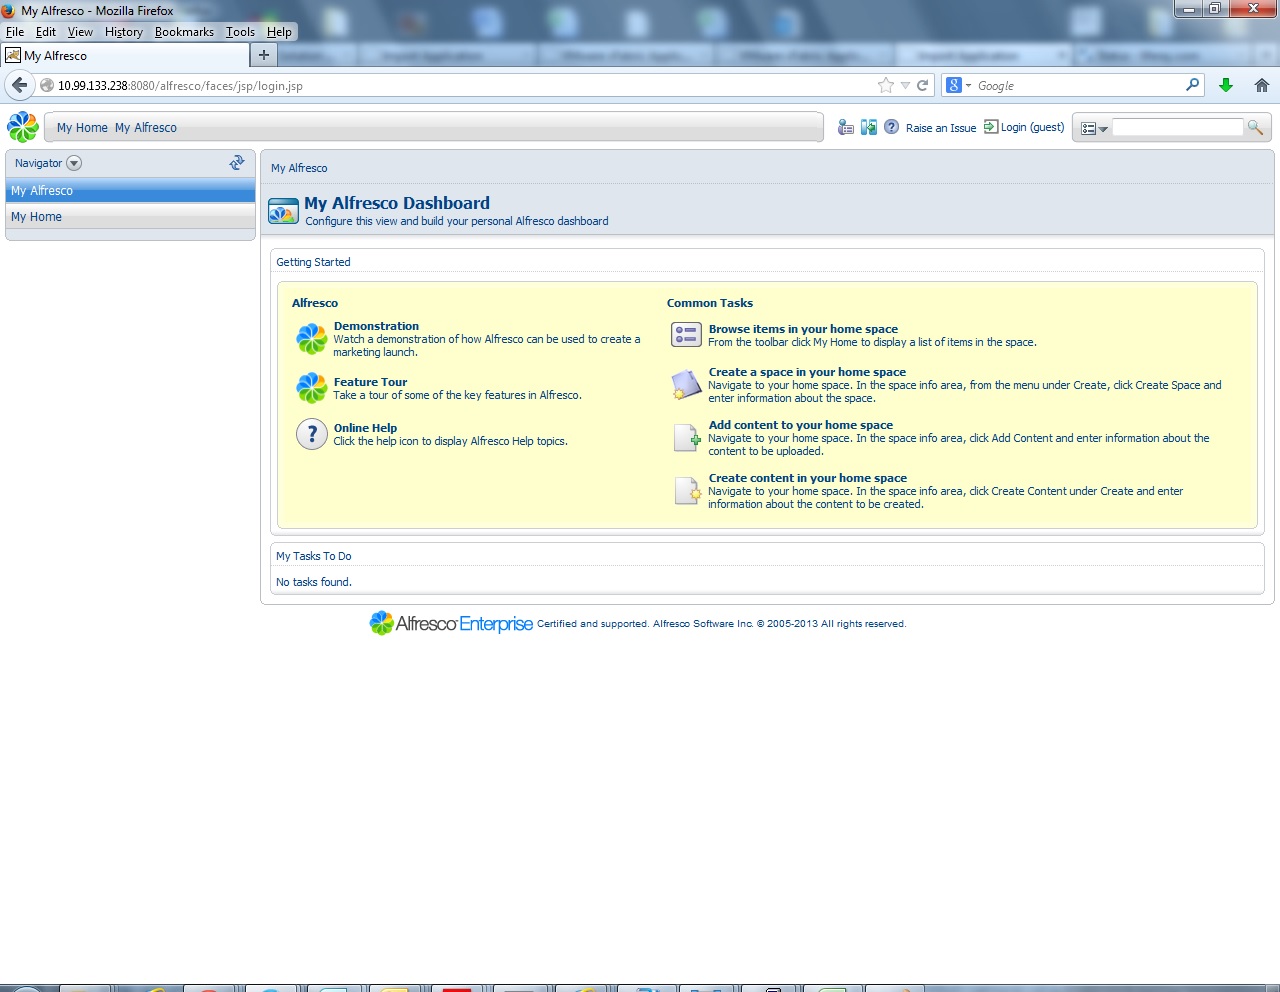 My Alfresco - Mozilla Firefox
File Edit View History Bookmarks Tools Help
My Alfresco +
10.99.133.238:8080/alfresco/faces/jsp/login.jsp
8 Google
My Home My Alfresco
? Raise an Issue Login (guest)
Navigator
My Alfresco
My Home
My Alfresco
My Alfresco Dashboard
Configure this view and build your personal Alfresco dashboard
Getting Started
Alfresco
Demonstration
Watch a demonstration of how Alfresco can be used to create a
marketing launch.
Feature Tour
Take a tour of some of the key features in Alfresco.
?
Online Help
Click the help icon to display Alfresco Help topics.
Common Tasks
Browse items in your home space
From the toolbar click My Home to display a list of items in the space.
Create a space in your home space
Navigate to your home space. In the space info area, from the menu under Create, click Create Space and
enter information about the space.
Add content to your home space
Navigate to your home space. In the space info area, click Add Content and enter information about the
content to be uploaded.
Create content in your home space
Navigate to your home space. In the space info area, click Create Content under Create and enter
information about the content to be created.
My Tasks To Do
No tasks found.
Alfresco Enterprise Certified and supported. Alfresco Software Inc. © 2005-2013 All rights reserved.